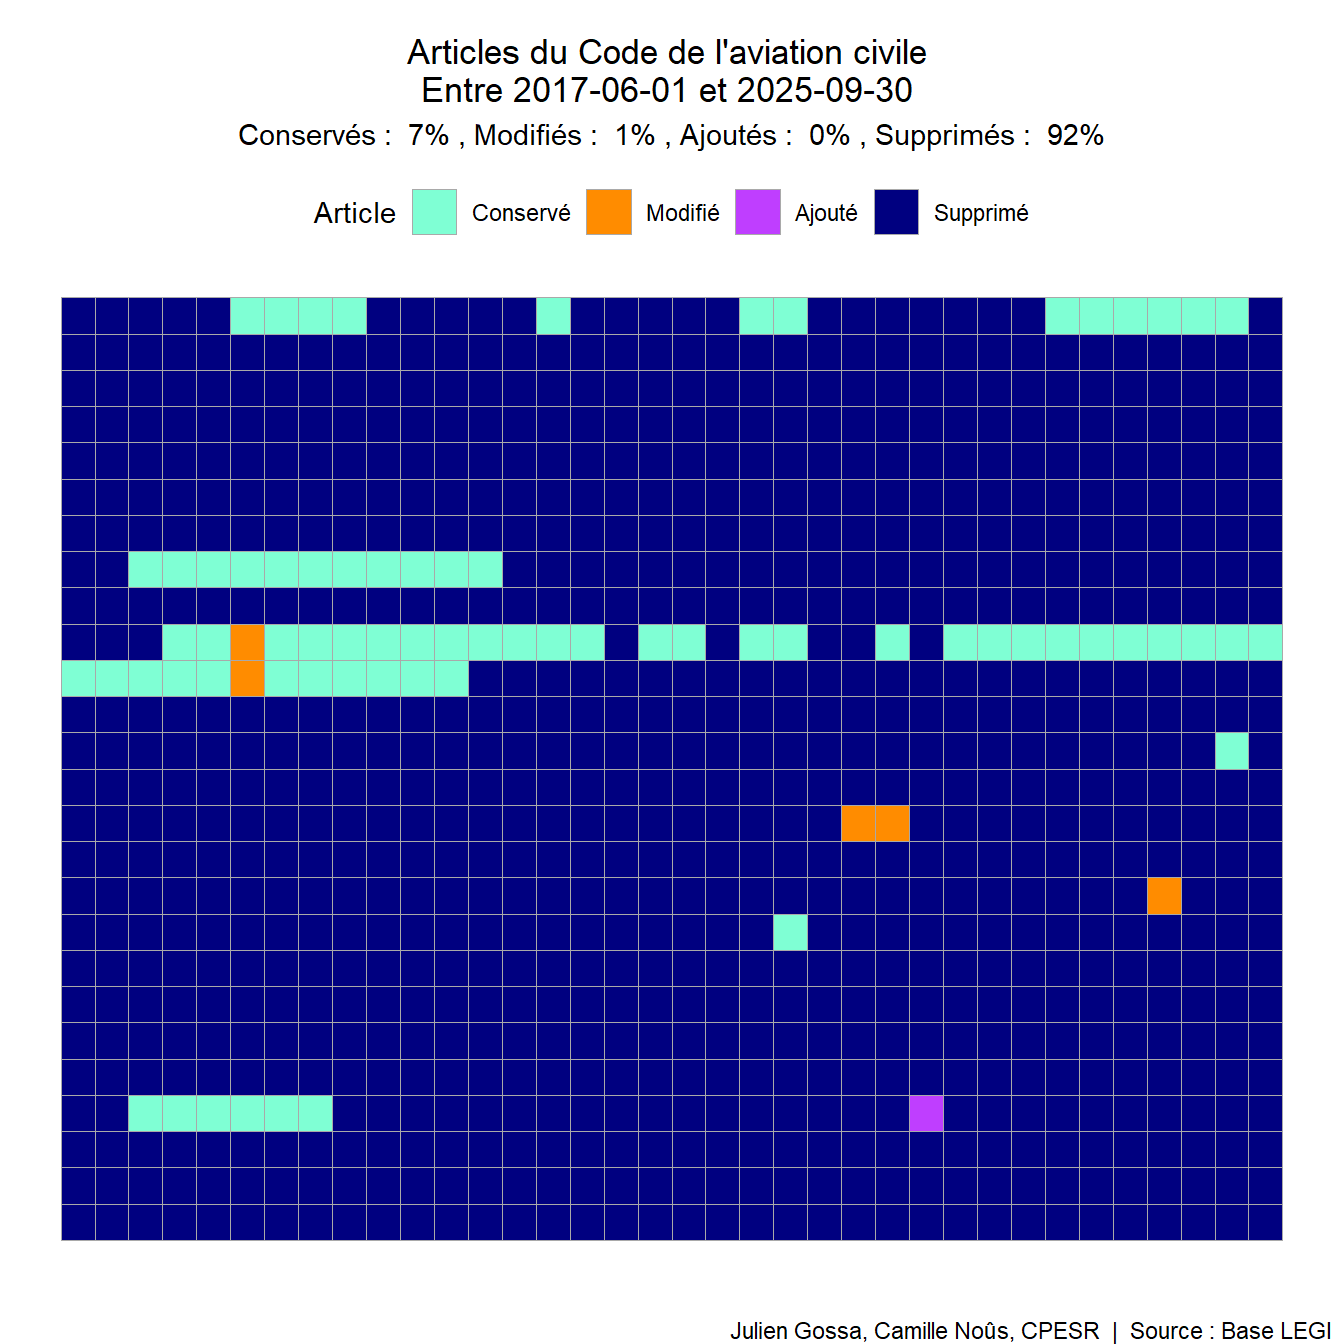 Articles du Code de l'aviation civile
Entre 2017-06-01 et 2025-09-30
Conservés :  7% , Modifiés :  1% , Ajoutés :  0% , Supprimés :  92%
Article Conservé Modifié Ajouté Supprimé
Julien Gossa, Camille Noûs, CPESR | Source : Base LEGI